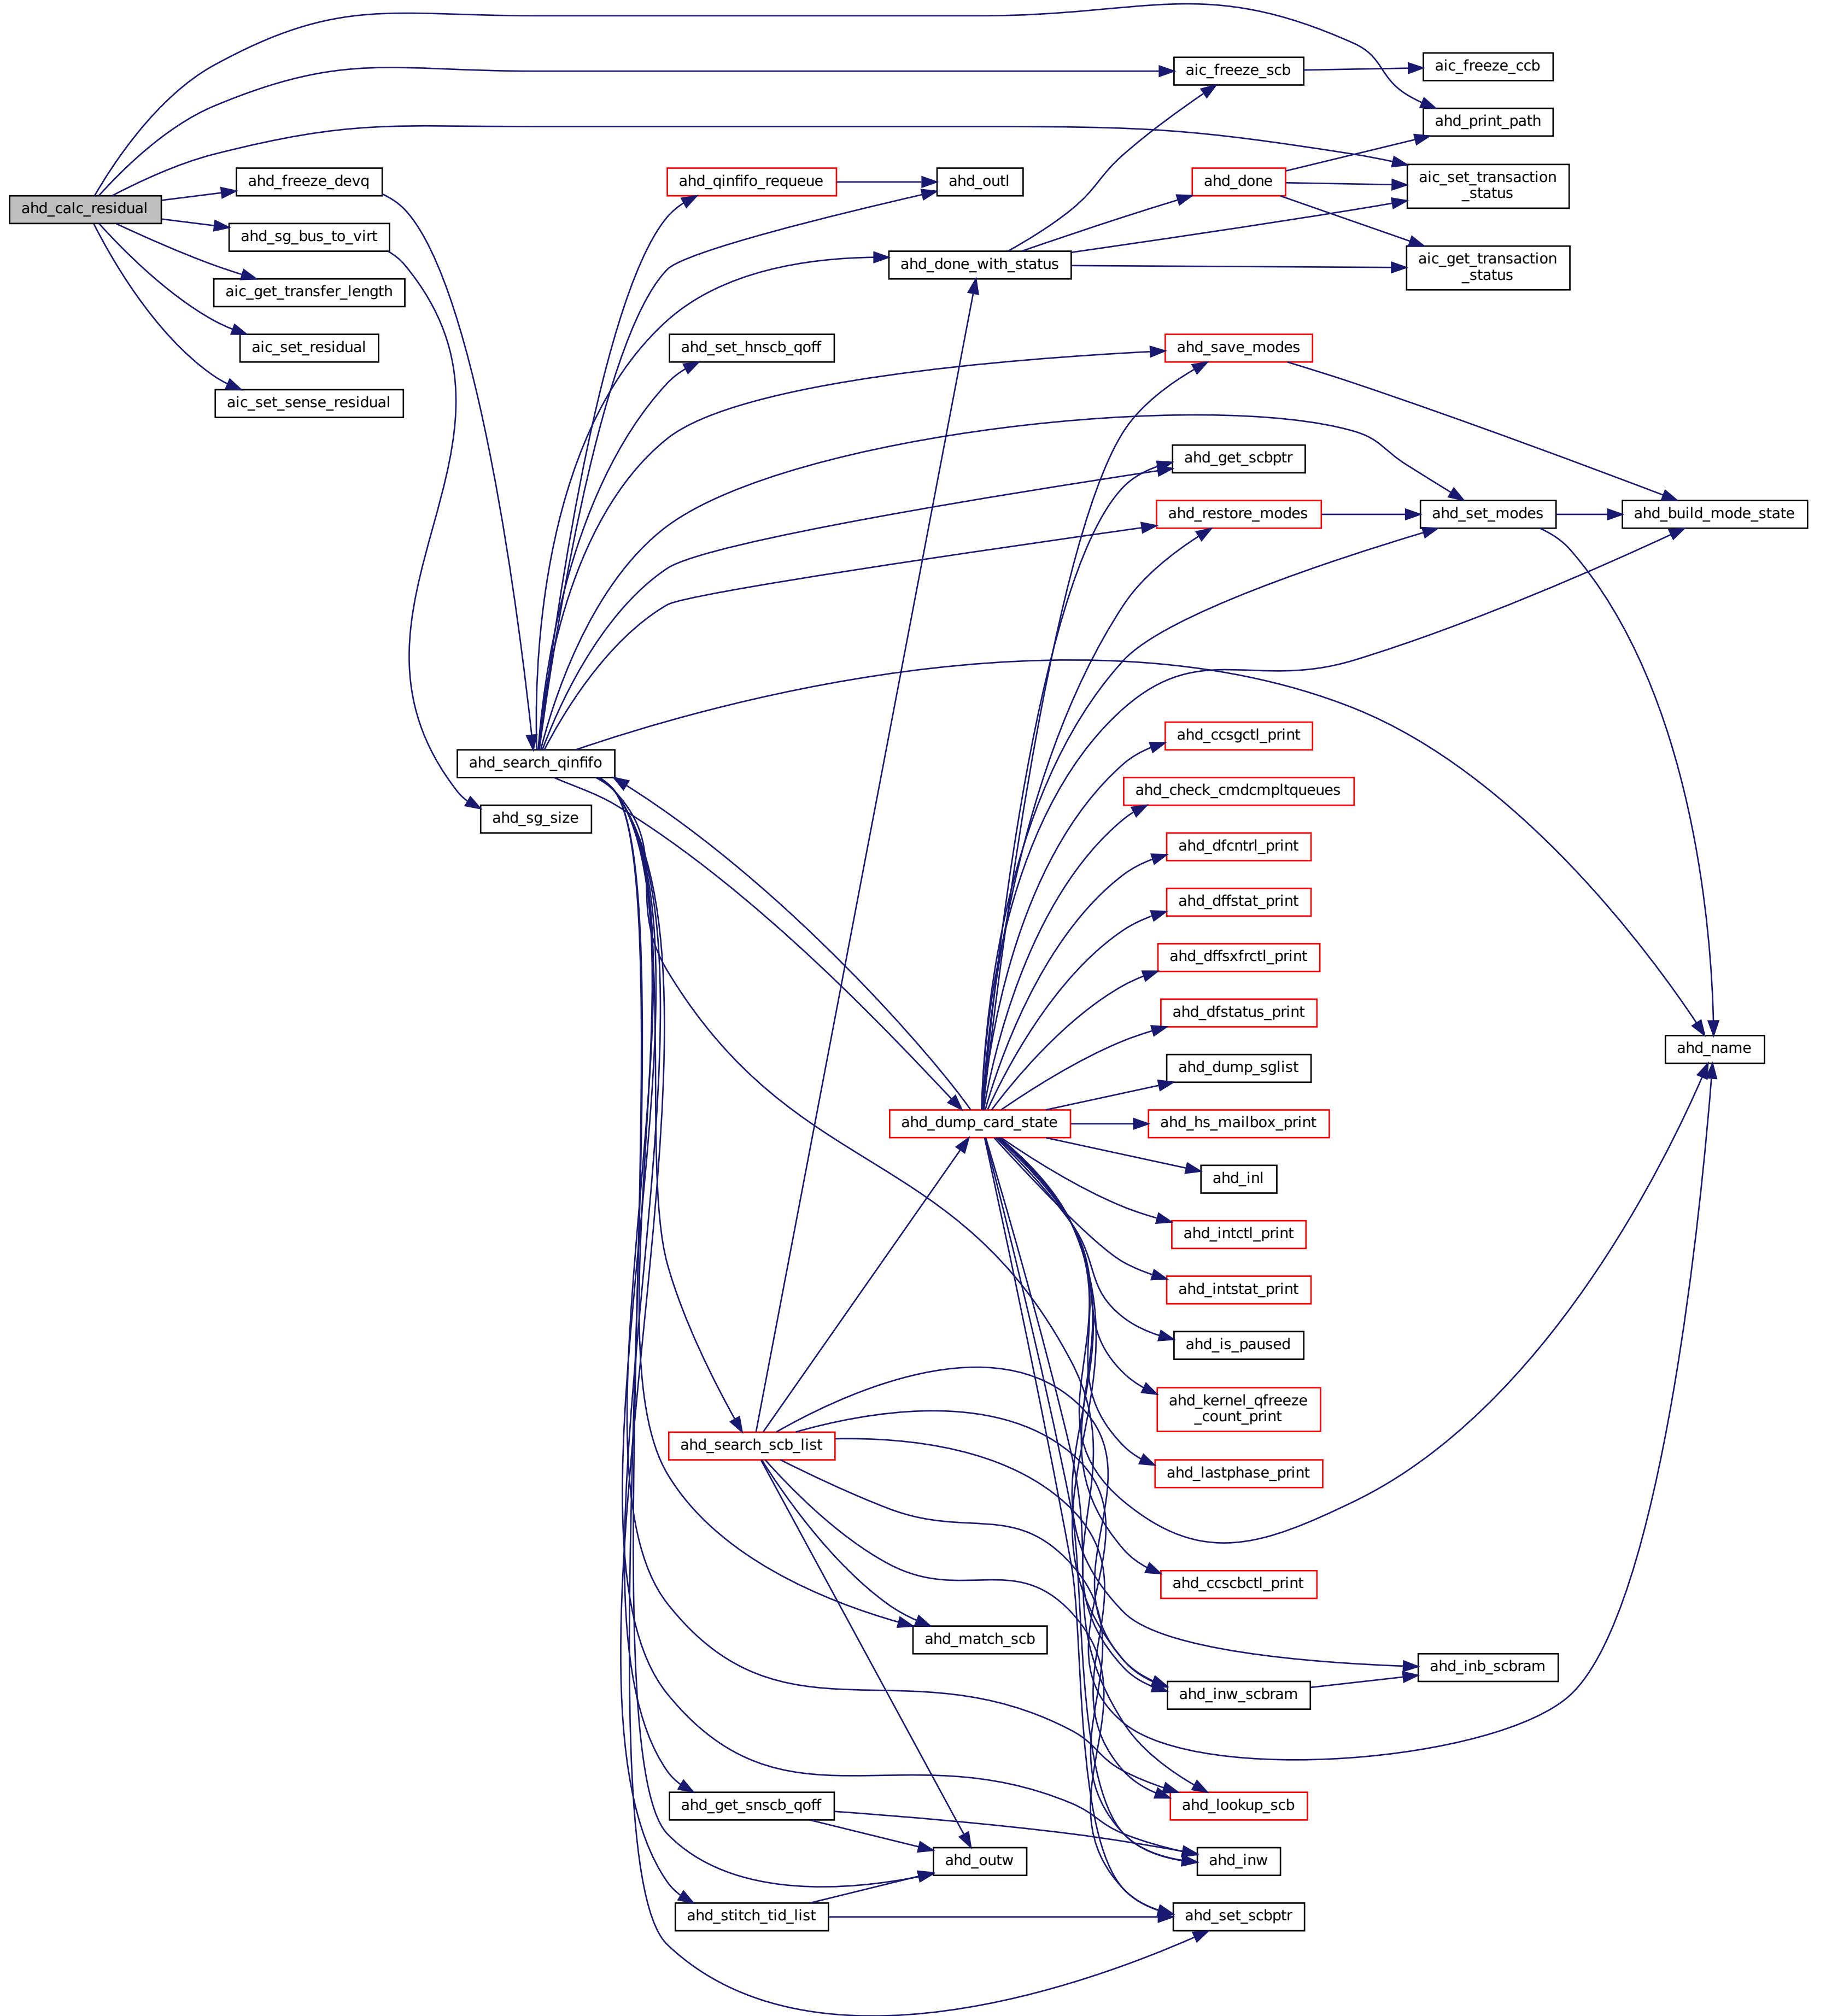 aic_freeze_scb
aic_freeze_ccb
ahd_print_path
ahd_calc_residual
ahd_freeze_devq
ahd_qinfifo_requeue
ahd_outl
ahd_done
aic_set_transaction
_status
ahd_sg_bus_to_virt
ahd_done_with_status
aic_get_transaction
_status
aic_get_transfer_length
aic_set_residual
ahd_set_hnscb_qoff
ahd_save_modes
aic_set_sense_residual
ahd_get_scbptr
ahd_restore_modes
ahd_set_modes
ahd_build_mode_state
ahd_ccsgctl_print
ahd_search_qinfifo
ahd_check_cmdcmpltqueues
ahd_sg_size
ahd_dfcntrl_print
ahd_dffstat_print
ahd_dffsxfrctl_print
ahd_dfstatus_print
ahd_name
ahd_dump_sglist
ahd_dump_card_state
ahd_hs_mailbox_print
ahd_inl
ahd_intctl_print
ahd_intstat_print
ahd_is_paused
ahd_kernel_qfreeze
_count_print
ahd_search_scb_list
ahd_lastphase_print
ahd_ccscbctl_print
ahd_match_scb
ahd_inb_scbram
ahd_inw_scbram
ahd_get_snscb_qoff
ahd_lookup_scb
ahd_outw
ahd_inw
ahd_stitch_tid_list
ahd_set_scbptr